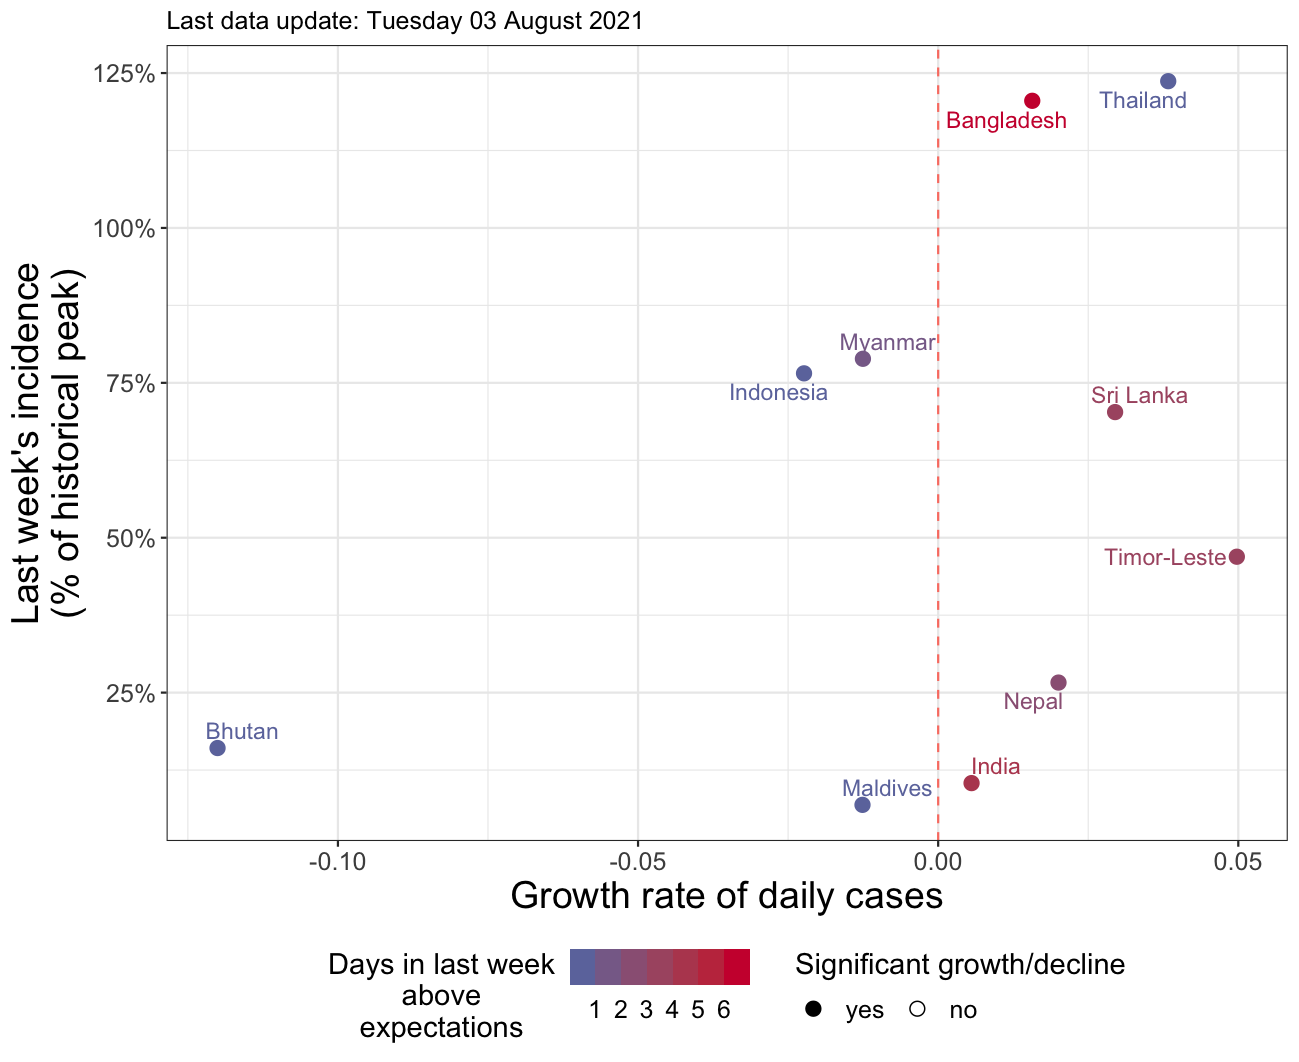 Last data update: Tuesday 03 August 2021
125%
Thailand
Bangladesh
100%
Myanmar
75%
Indonesia
Sri Lanka
50%
Timor-Leste
25%
Nepal
Bhutan
India
Maldives
Last week's incidence
(% of historical peak)
-0.10 -0.05 0.00 0.05
Growth rate of daily cases
Days in last week
above
expectations
1 2 3 4 5 6
Significant growth/decline
yes no